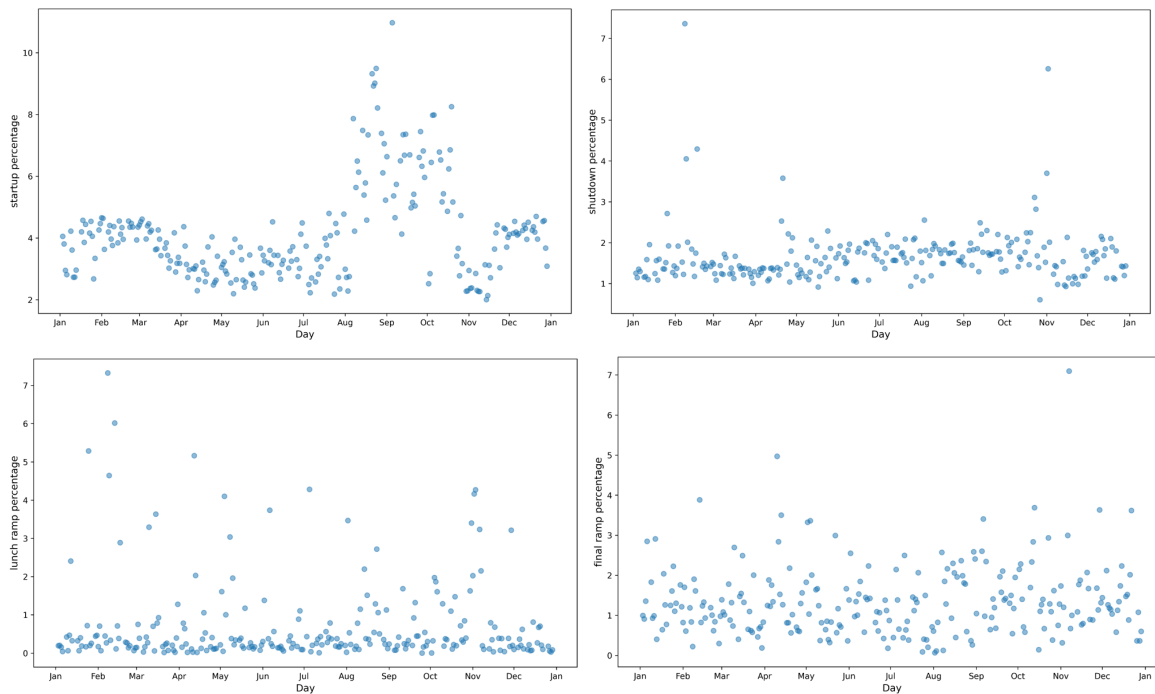 startup percentage
10
8
6
4
2
Jan Feb Mar Apr May Jun Jul Aug Sep Oct Nov Dec Jan
Day
shutdown percentage
7
6
5
4
3
2
1
Jan Feb Mar Apr May Jun Jul Aug Sep Oct Nov Dec Jan
Day
lunch ramp percentage
7
6
5
4
3
2
1
0
Jan Feb Mar Apr May Jun Jul Aug Sep Oct Nov Dec Jan
Day
final ramp percentage
7
6
5
4
3
2
1
0
Jan Feb Mar Apr May Jun Jul Aug Sep Oct Nov Dec Jan
Day